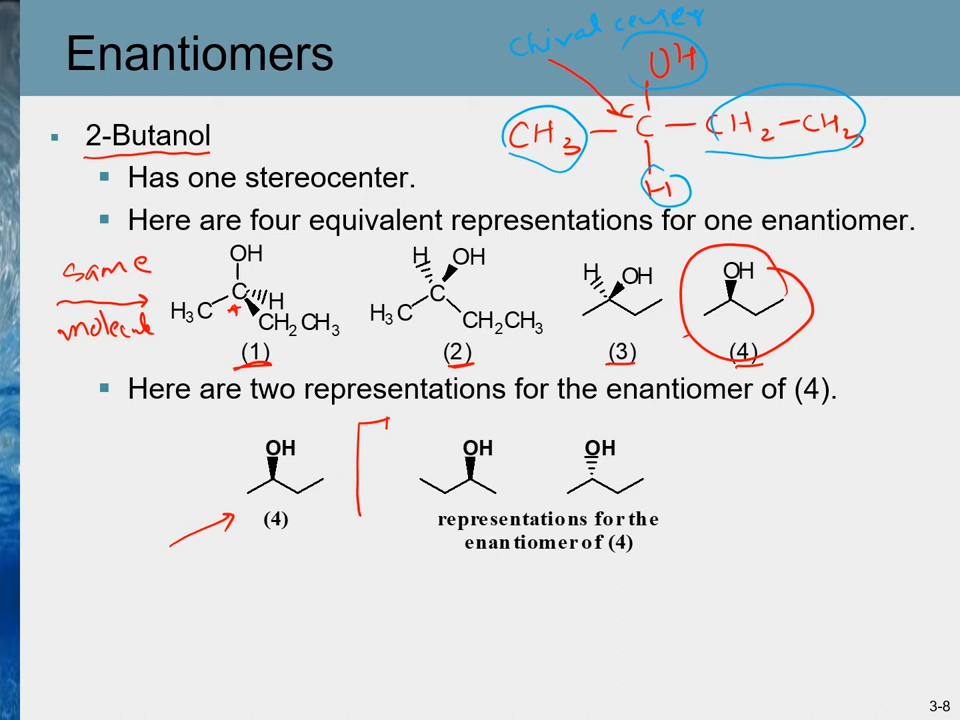 Enantiomers
Chiral center
OH
CH3 — C — CH2 — CH3
H
2-Butanol
Has one stereocenter.
Here are four equivalent representations for one enantiomer.
same
molecule
OH
H3C C H
CH2CH3
(1)
H OH
C
H3C CH2CH3
(2)
H OH
(3)
OH
(4)
Here are two representations for the enantiomer of (4).
OH OH OH
(4) representations for the
enantiomer of (4)
3-8